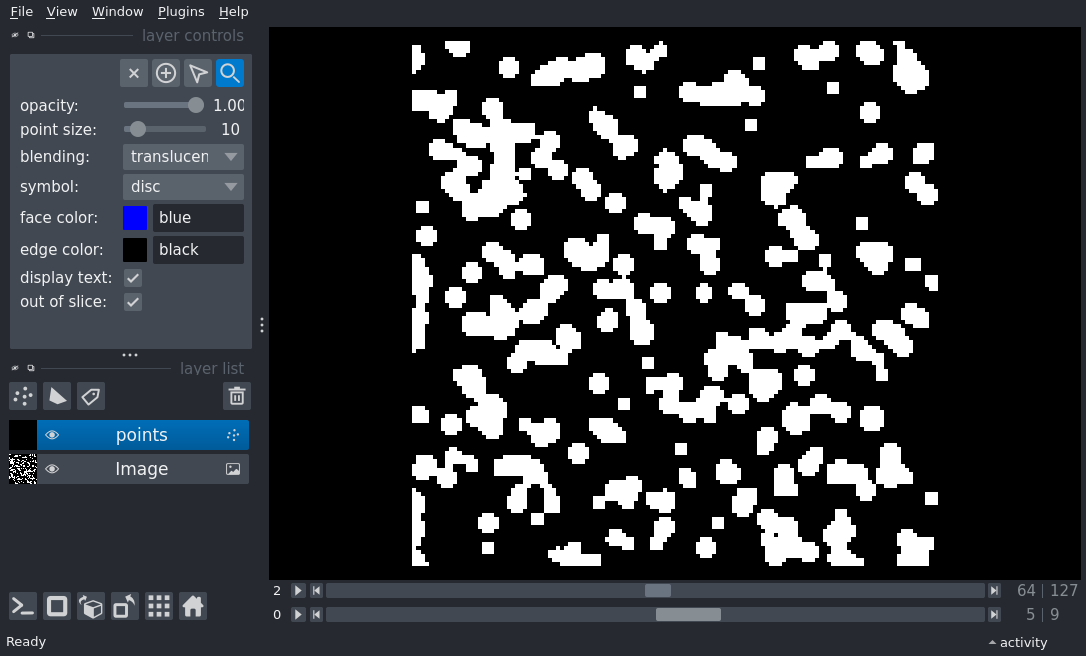 File View Window Plugins Help
layer controls
opacity: 1.00
point size: 10
blending: translucen
symbol: disc
face color: blue
edge color: black
display text:
out of slice:
layer list
points
Image
2 64 127
0 5 9
Ready activity